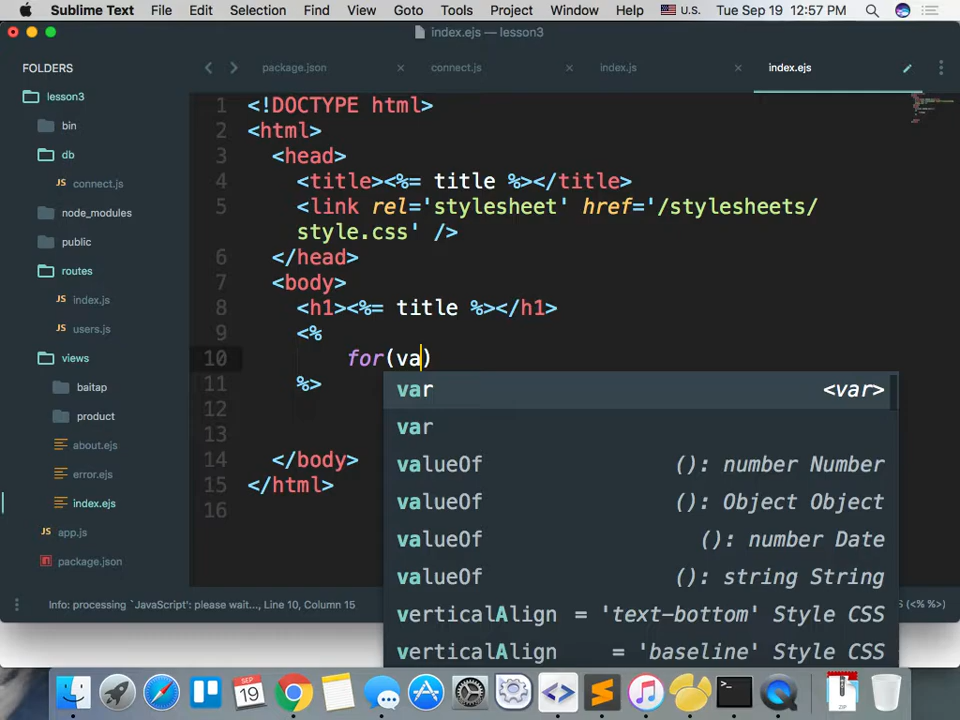 Sublime Text File Edit Selection Find View Goto Tools Project Window Help U.S. Tue Sep 19 12:57 PM
index.ejs — lesson3
FOLDERS
lesson3
bin
db
JS connect.js
node_modules
public
routes
JS index.js
JS users.js
views
baitap
product
about.ejs
error.ejs
index.ejs
JS app.js
package.json
package.json × connect.js × index.js × index.ejs
1 <!DOCTYPE html>
2 <html>
3 <head>
4 <title><%= title %></title>
5 <link rel='stylesheet' href='/stylesheets/
style.css' />
6 </head>
7 <body>
8 <h1><%= title %></h1>
9 <%
10 for(va)
11 %>
12
13
14 </body>
15 </html>
16
var <var>
var
valueOf (): number Number
valueOf (): Object Object
valueOf (): number Date
valueOf (): string String
verticalAlign = 'text-bottom' Style CSS
verticalAlign = 'baseline' Style CSS
Info: processing `JavaScript': please wait..., Line 10, Column 15
(<% %>)
SEP
19
ZIP